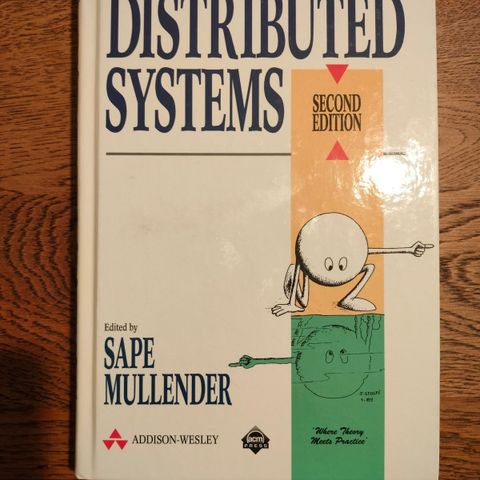 DISTRIBUTED
SYSTEMS
SECOND
EDITION
Edited by
SAPE
MULLENDER
ADDISON-WESLEY
acm
PRESS
'Where Theory
Meets Practice'